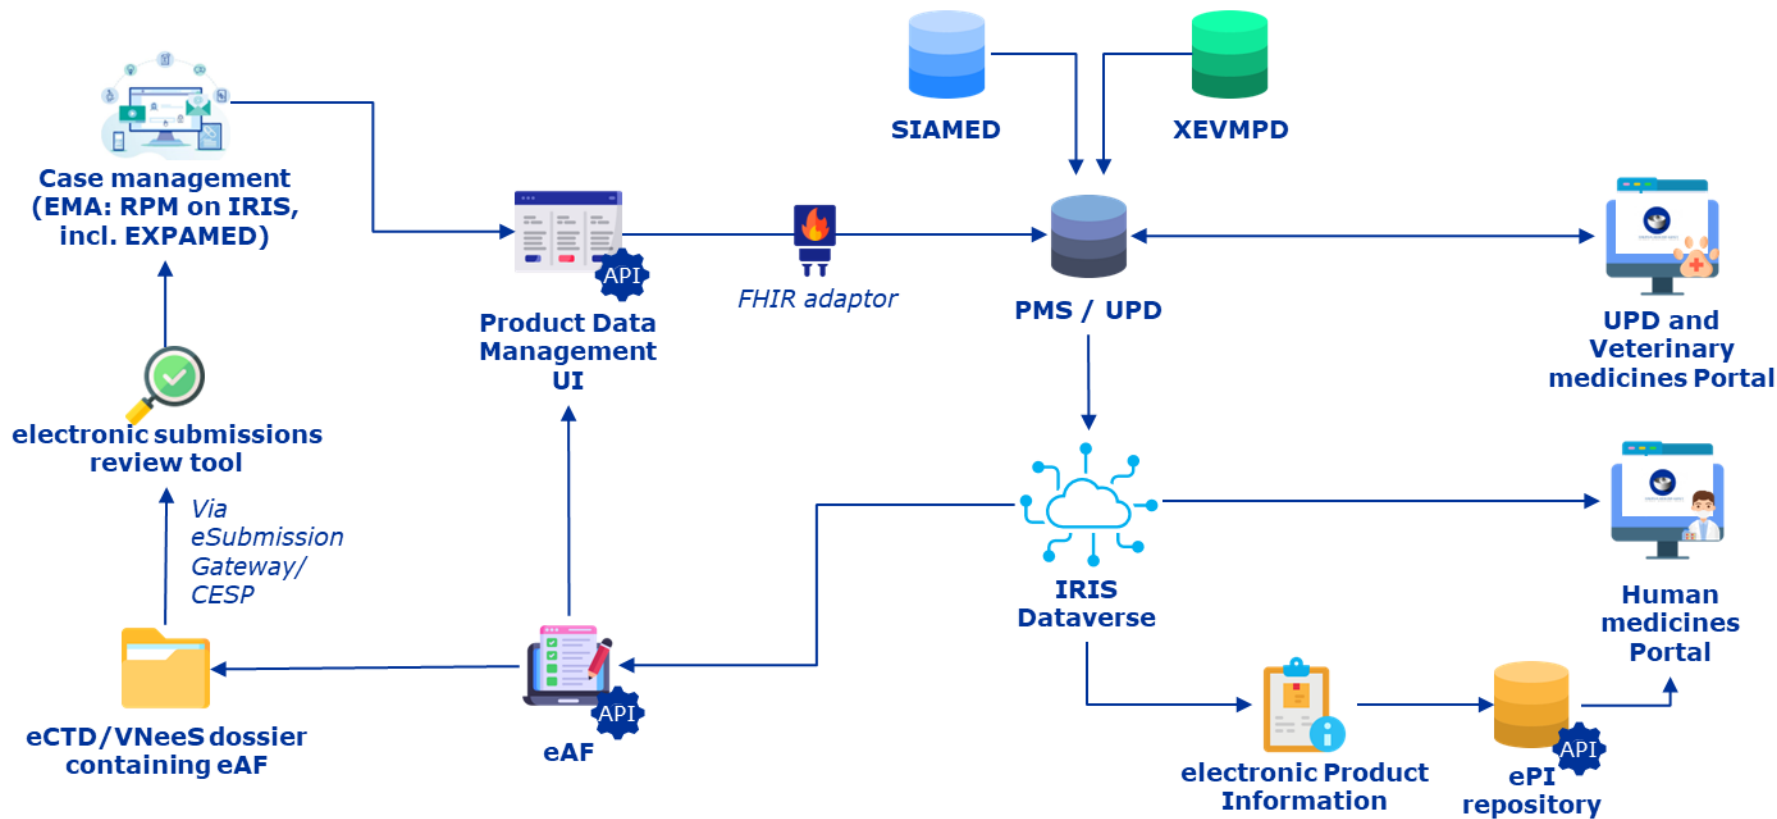 SIAMED
XEVMPD
Case management
(EMA: RPM on IRIS,
incl. EXPAMED)
API
FHIR adaptor
Product Data
Management
UI
PMS / UPD
UPD and
Veterinary
medicines Portal
electronic submissions
review tool
Via
eSubmission
Gateway/
CESP
IRIS
Dataverse
Human
medicines
Portal
eCTD/VNeeS dossier
containing eAF
API
eAF
electronic Product
Information
API
ePI
repository